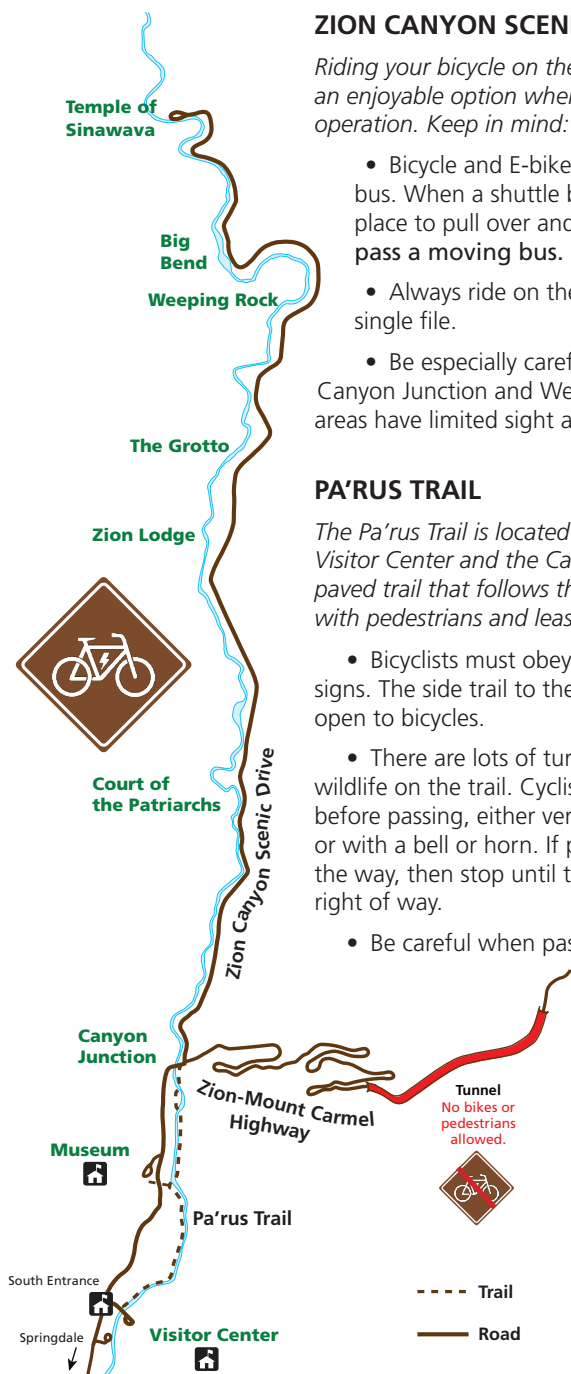 ZION CANYON SCENI
Riding your bicycle on the
an enjoyable option when
operation. Keep in mind:
• Bicycle and E-bike
bus. When a shuttle b
place to pull over and
pass a moving bus.
• Always ride on the
single file.
• Be especially caref
Canyon Junction and We
areas have limited sight a
PA'RUS TRAIL
The Pa'rus Trail is located
Visitor Center and the Ca
paved trail that follows th
with pedestrians and leas
• Bicyclists must obey
signs. The side trail to the
open to bicycles.
• There are lots of tur
wildlife on the trail. Cyclis
before passing, either ver
or with a bell or horn. If p
the way, then stop until t
right of way.
• Be careful when pas
Temple of
Sinawava
Big
Bend
Weeping Rock
The Grotto
Zion Lodge
Court of
the Patriarchs
Zion Canyon Scenic Drive
Canyon
Junction
Zion-Mount Carmel
Highway
Tunnel
No bikes or
pedestrians
allowed.
Museum
Pa'rus Trail
South Entrance
Springdale
Visitor Center
Trail
Road